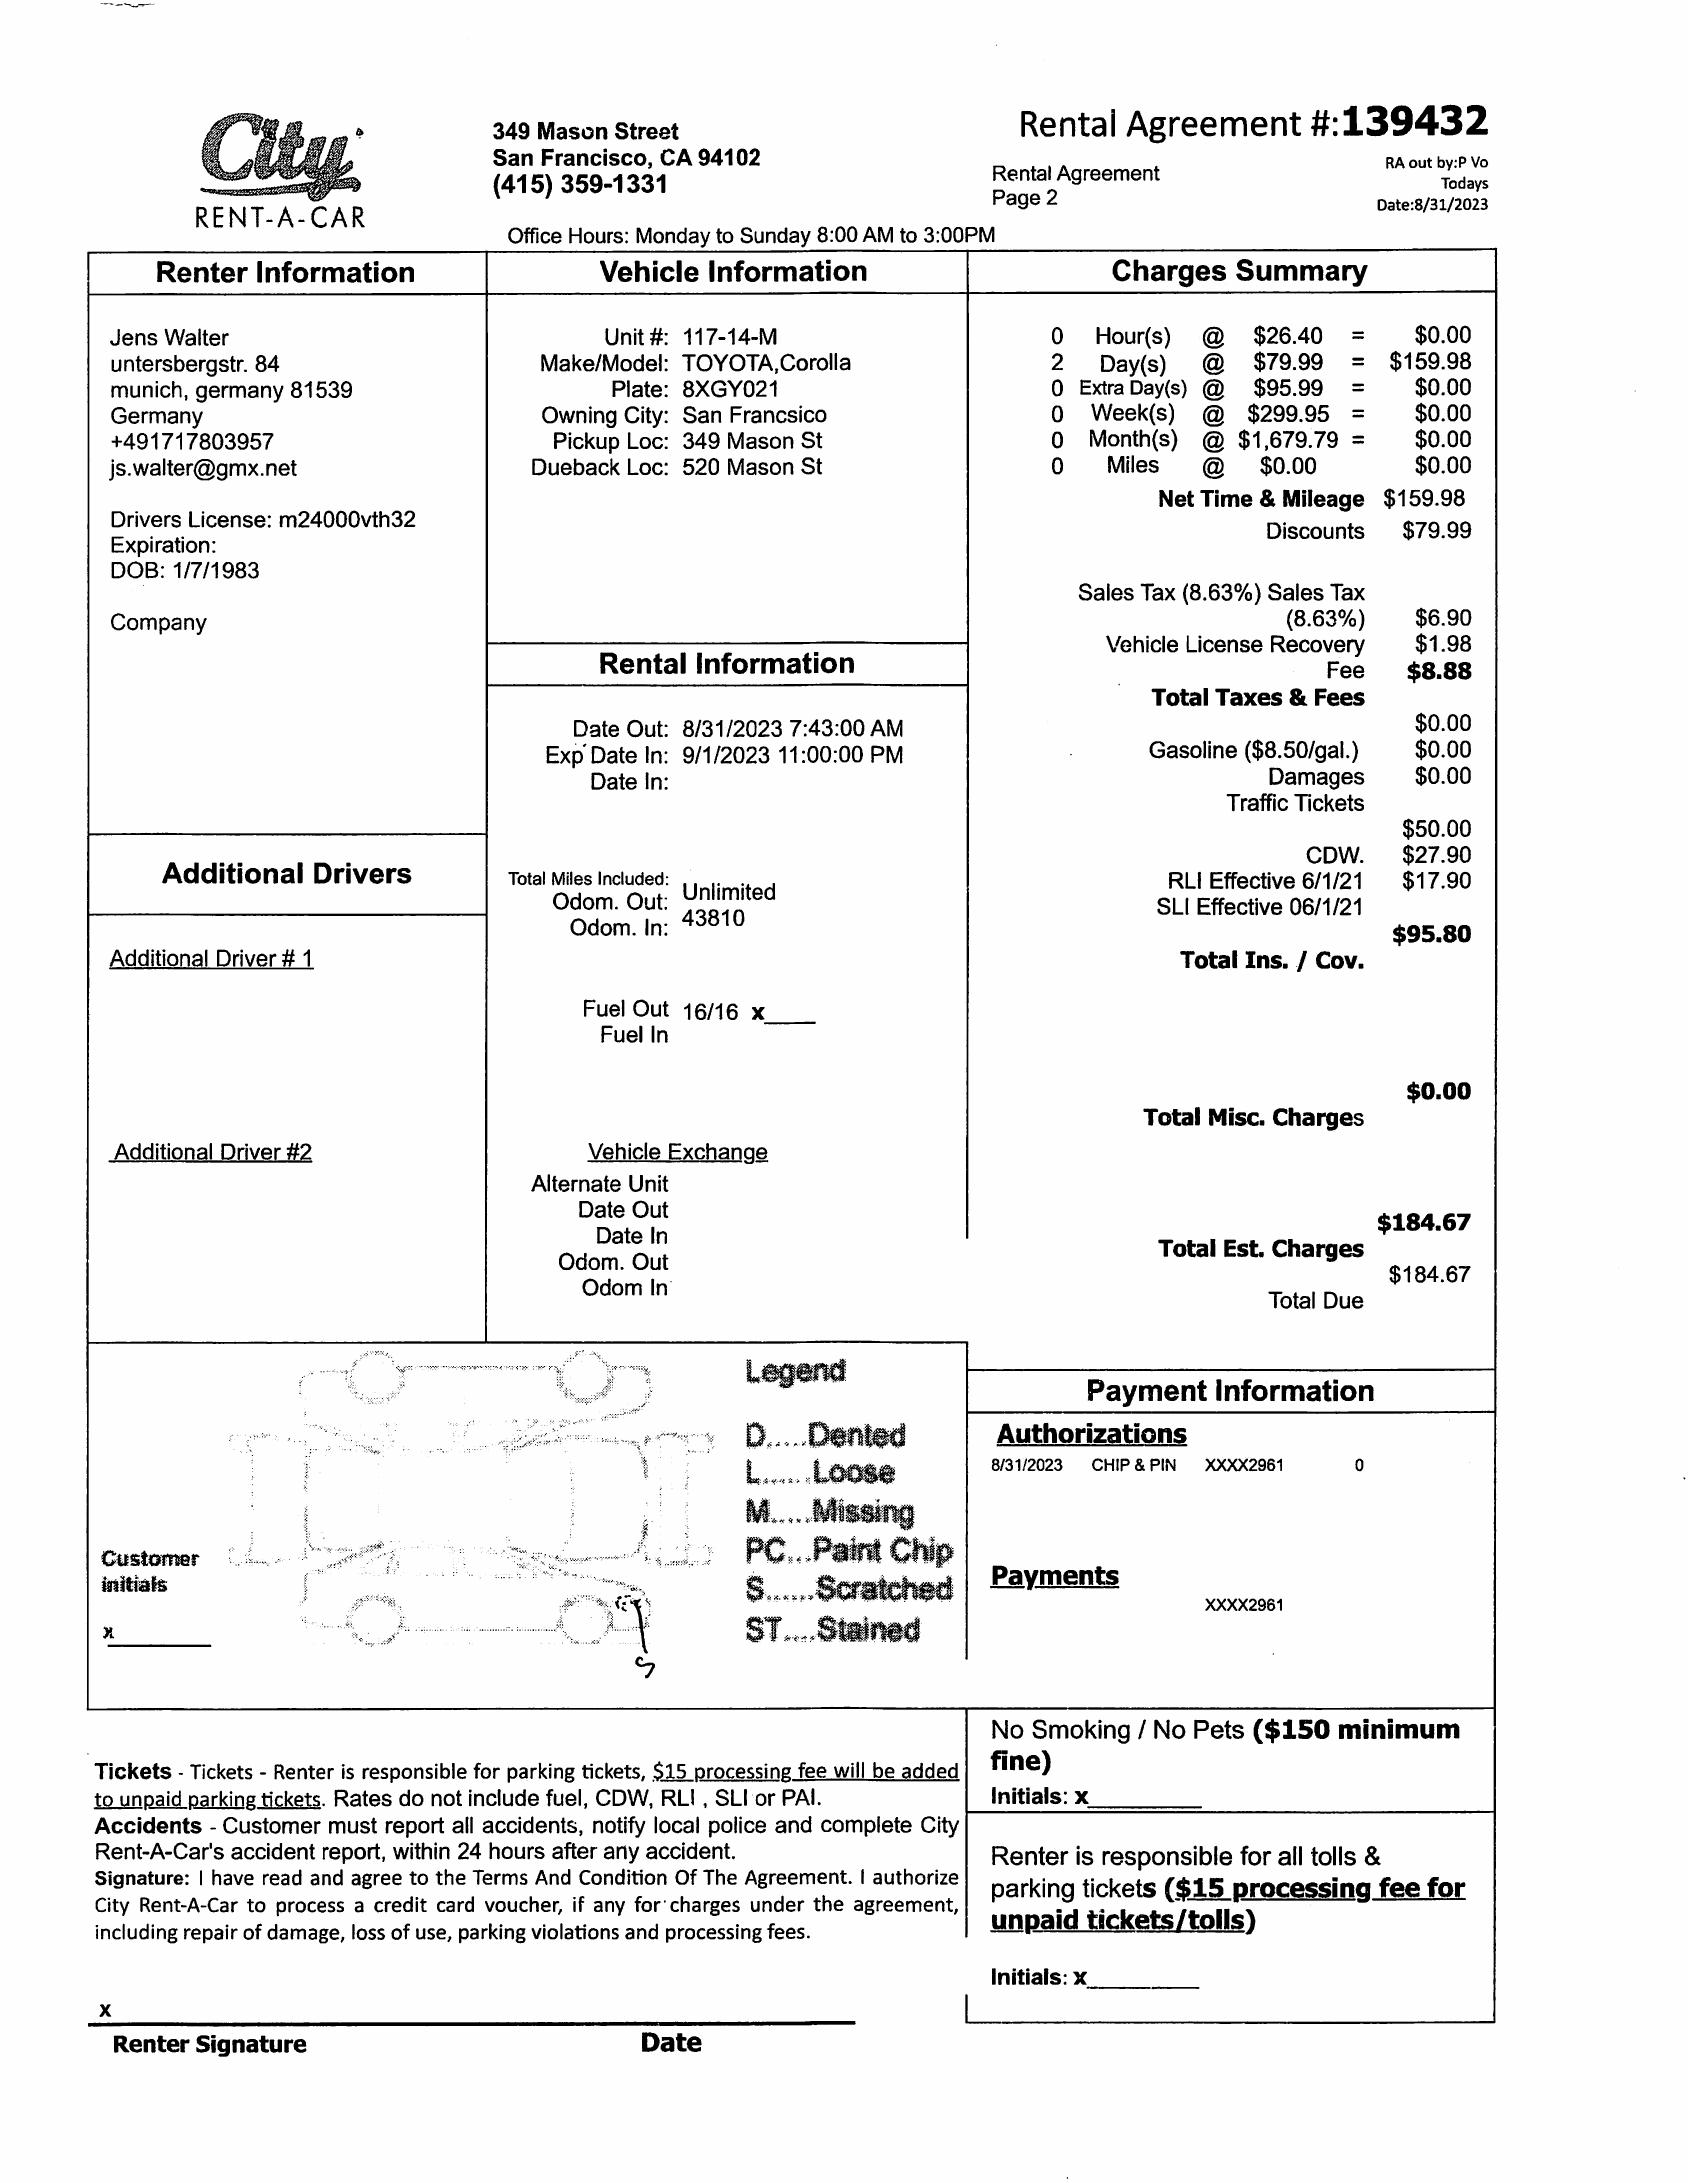 City
RENT-A-CAR
349 Mason Street
San Francisco, CA 94102
(415) 359-1331
Office Hours: Monday to Sunday 8:00 AM to 3:00PM
Rental Agreement #:139432
Rental Agreement
Page 2
RA out by:P Vo
Todays
Date:8/31/2023
Renter Information
Jens Walter
untersbergstr. 84
munich, germany 81539
Germany
+491717803957
js.walter@gmx.net
Drivers License: m24000vth32
Expiration:
DOB: 1/7/1983
Company
Additional Drivers
Additional Driver # 1
Additional Driver #2
Vehicle Information
Unit #: 117-14-M
Make/Model: TOYOTA,Corolla
Plate: 8XGY021
Owning City: San Francsico
Pickup Loc: 349 Mason St
Dueback Loc: 520 Mason St
Rental Information
Date Out: 8/31/2023 7:43:00 AM
Exp Date In: 9/1/2023 11:00:00 PM
Date In:
Total Miles Included: Unlimited
Odom. Out: 43810
Odom. In:
Fuel Out 16/16 x____
Fuel In
Vehicle Exchange
Alternate Unit
Date Out
Date In
Odom. Out
Odom In
Charges Summary
0 Hour(s) @ $26.40 = $0.00
2 Day(s) @ $79.99 = $159.98
0 Extra Day(s) @ $95.99 = $0.00
0 Week(s) @ $299.95 = $0.00
0 Month(s) @ $1,679.79 = $0.00
0 Miles @ $0.00 $0.00
Net Time & Mileage $159.98
Discounts $79.99
Sales Tax (8.63%) Sales Tax
(8.63%) $6.90
Vehicle License Recovery $1.98
Fee $8.88
Total Taxes & Fees
$0.00
Gasoline ($8.50/gal.) $0.00
Damages $0.00
Traffic Tickets
$50.00
CDW. $27.90
RLI Effective 6/1/21 $17.90
SLI Effective 06/1/21
$95.80
Total Ins. / Cov.
$0.00
Total Misc. Charges
$184.67
Total Est. Charges
$184.67
Total Due
Customer
initials
x
S
Legend
D.....Dented
L......Loose
M.....Missing
PC...Paint Chip
S......Scratched
ST....Stained
Payment Information
Authorizations
8/31/2023 CHIP & PIN XXXX2961 0
Payments
XXXX2961
Tickets - Tickets - Renter is responsible for parking tickets, $15 processing fee will be added
to unpaid parking tickets. Rates do not include fuel, CDW, RLI , SLI or PAI.
Accidents - Customer must report all accidents, notify local police and complete City
Rent-A-Car's accident report, within 24 hours after any accident.
Signature: I have read and agree to the Terms And Condition Of The Agreement. I authorize
City Rent-A-Car to process a credit card voucher, if any for charges under the agreement,
including repair of damage, loss of use, parking violations and processing fees.
x
Renter Signature Date
No Smoking / No Pets ($150 minimum
fine)
Initials: x
Renter is responsible for all tolls &
parking tickets ($15 processing fee for
unpaid tickets/tolls)
Initials: x